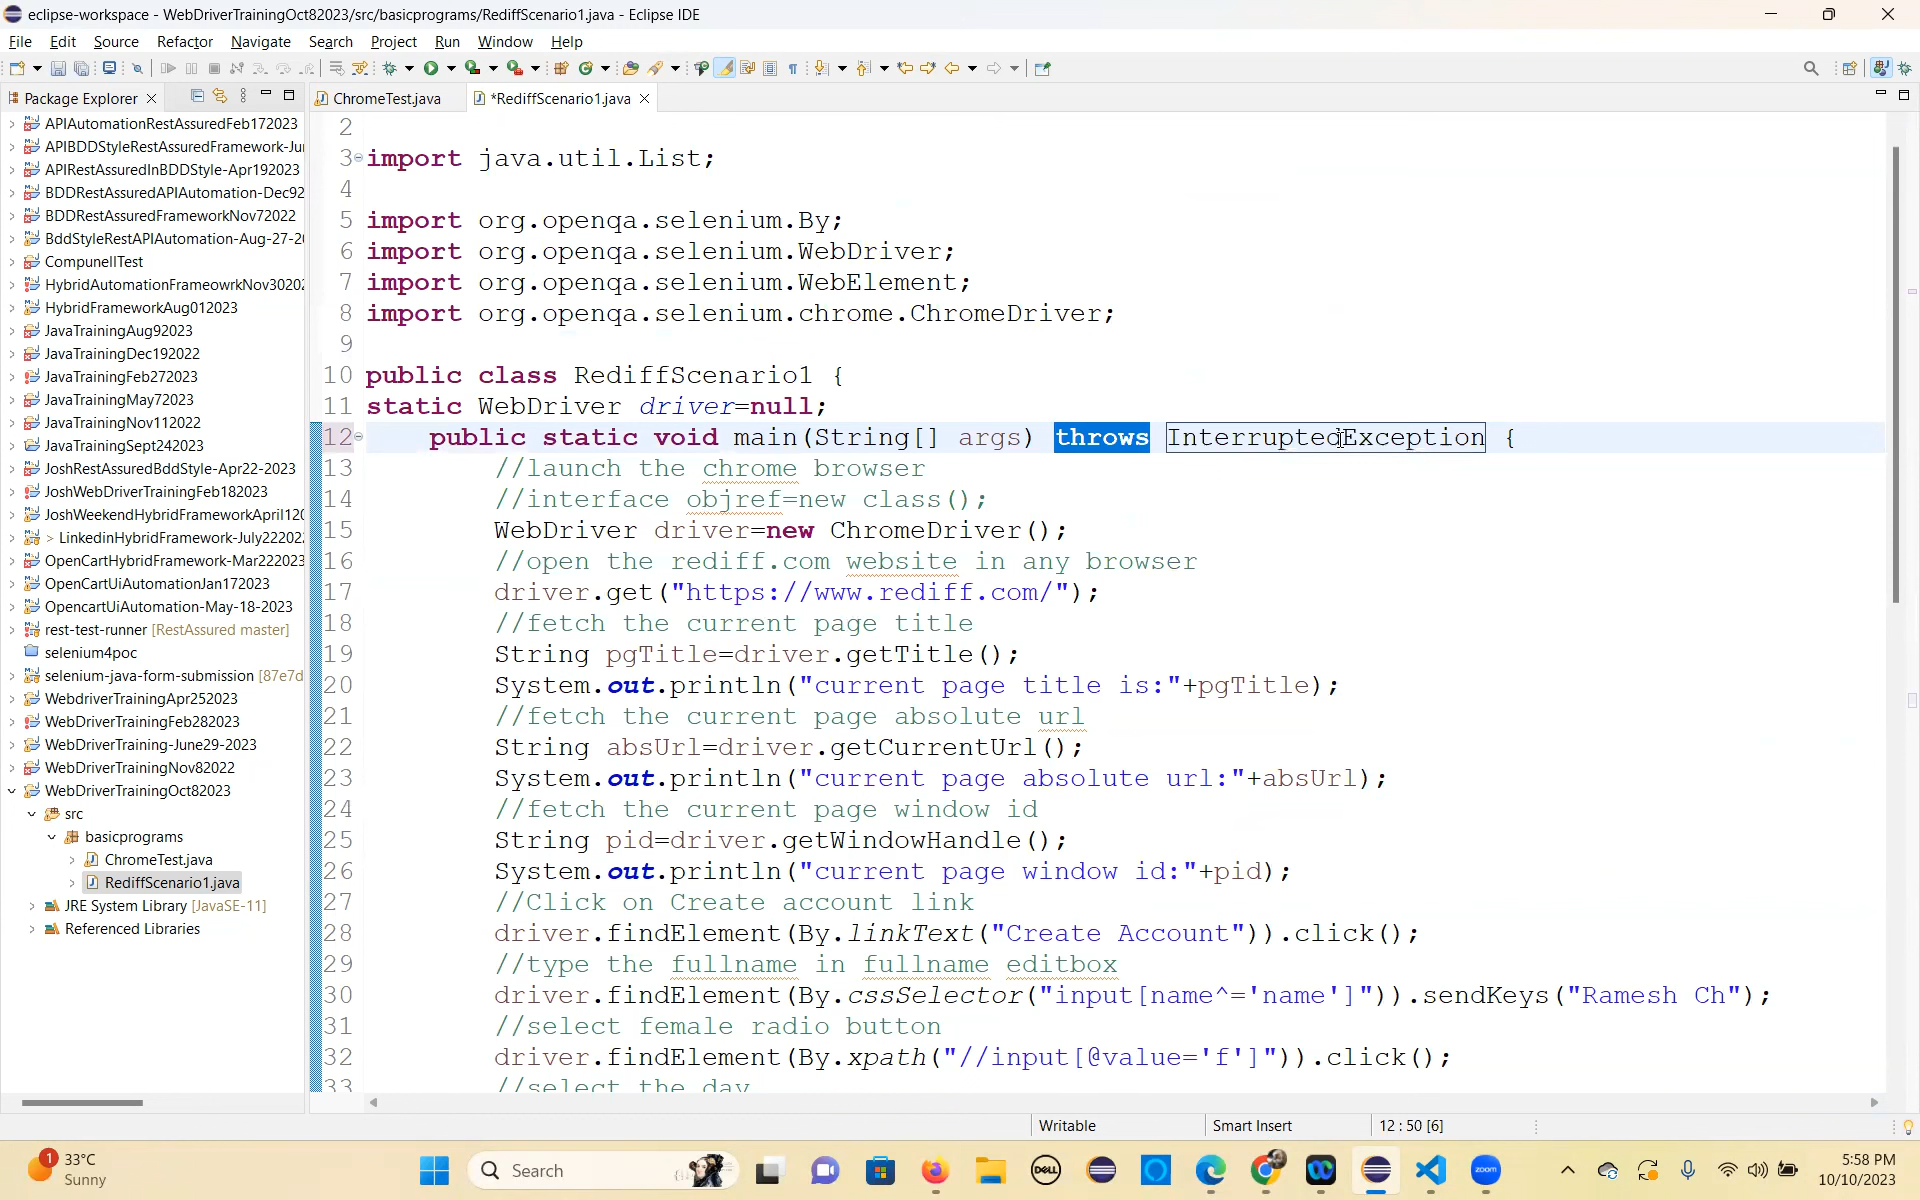 eclipse-workspace - WebDriverTrainingOct82023/src/basicprograms/RediffScenario1.java - Eclipse IDE
File Edit Source Refactor Navigate Search Project Run Window Help
Package Explorer
ChromeTest.java
*RediffScenario1.java
APIAutomationRestAssuredFeb172023
APIBDDStyleRestAssuredFramework-Ju
APIRestAssuredInBDDStyle-Apr192023
BDDRestAssuredAPIAutomation-Dec92
BDDRestAssuredFrameworkNov72022
BddStyleRestAPIAutomation-Aug-27-20
CompunellTest
HybridAutomationFrameowrkNov3020
HybridFrameworkAug012023
JavaTrainingAug92023
JavaTrainingDec192022
JavaTrainingFeb272023
JavaTrainingMay72023
JavaTrainingNov112022
JavaTrainingSept242023
JoshRestAssuredBddStyle-Apr22-2023
JoshWebDriverTrainingFeb182023
JoshWeekendHybridFrameworkApril120
> LinkedinHybridFramework-July22202
OpenCartHybridFramework-Mar222023
OpenCartUiAutomationJan172023
OpencartUiAutomation-May-18-2023
rest-test-runner [RestAssured master]
selenium4poc
selenium-java-form-submission [87e7d
WebdriverTrainingApr252023
WebDriverTrainingFeb282023
WebDriverTraining-June29-2023
WebDriverTrainingNov82022
WebDriverTrainingOct82023
src
basicprograms
ChromeTest.java
RediffScenario1.java
JRE System Library [JavaSE-11]
Referenced Libraries
2
3 import java.util.List;
4
5 import org.openqa.selenium.By;
6 import org.openqa.selenium.WebDriver;
7 import org.openqa.selenium.WebElement;
8 import org.openqa.selenium.chrome.ChromeDriver;
9
10 public class RediffScenario1 {
11 static WebDriver driver=null;
12 public static void main(String[] args) throws InterruptedException {
13 //launch the chrome browser
14 //interface objref=new class();
15 WebDriver driver=new ChromeDriver();
16 //open the rediff.com website in any browser
17 driver.get("https://www.rediff.com/");
18 //fetch the current page title
19 String pgTitle=driver.getTitle();
20 System.out.println("current page title is:"+pgTitle);
21 //fetch the current page absolute url
22 String absUrl=driver.getCurrentUrl();
23 System.out.println("current page absolute url:"+absUrl);
24 //fetch the current page window id
25 String pid=driver.getWindowHandle();
26 System.out.println("current page window id:"+pid);
27 //Click on Create account link
28 driver.findElement(By.linkText("Create Account")).click();
29 //type the fullname in fullname editbox
30 driver.findElement(By.cssSelector("input[name^='name']")).sendKeys("Ramesh Ch");
31 //select female radio button
32 driver.findElement(By.xpath("//input[@value='f']")).click();
33 //select the day
Writable
Smart Insert
12 : 50 [6]
1
33°C
Sunny
Search
DELL
zoom
5:58 PM
10/10/2023